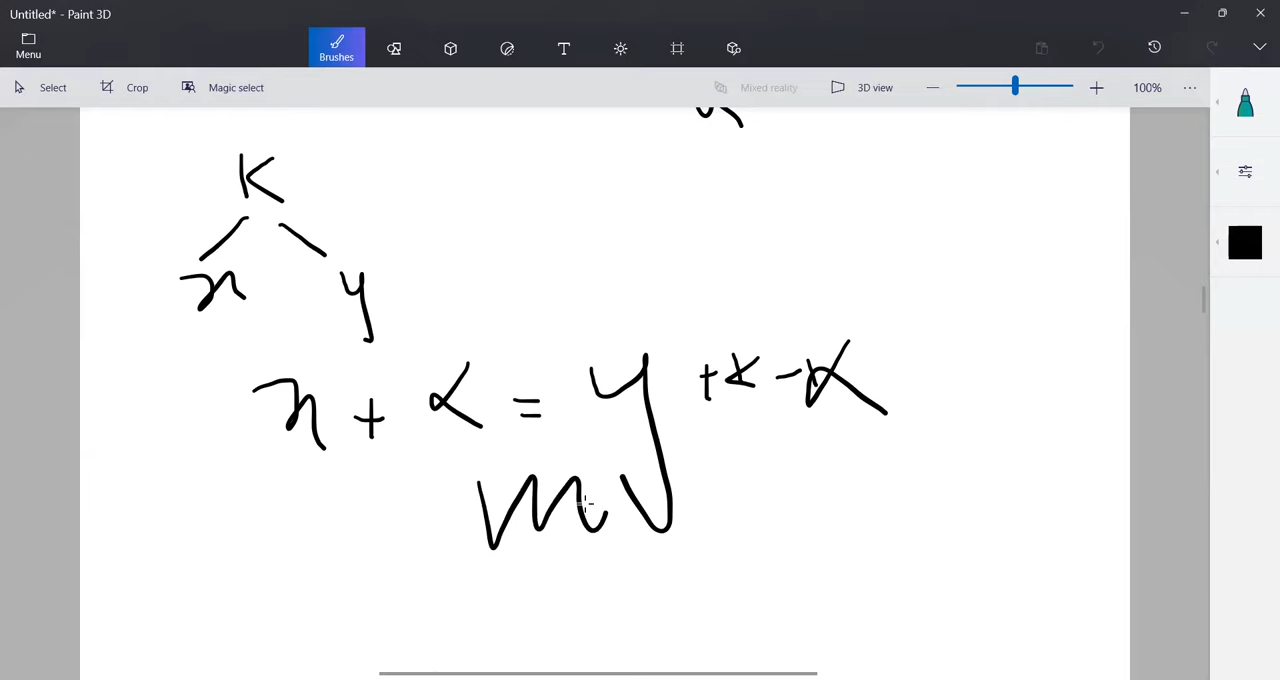 Untitled* - Paint 3D
Menu
Brushes
Select Crop Magic select Mixed reality 3D view 100%
K
x y
x + α = y + k - α
m